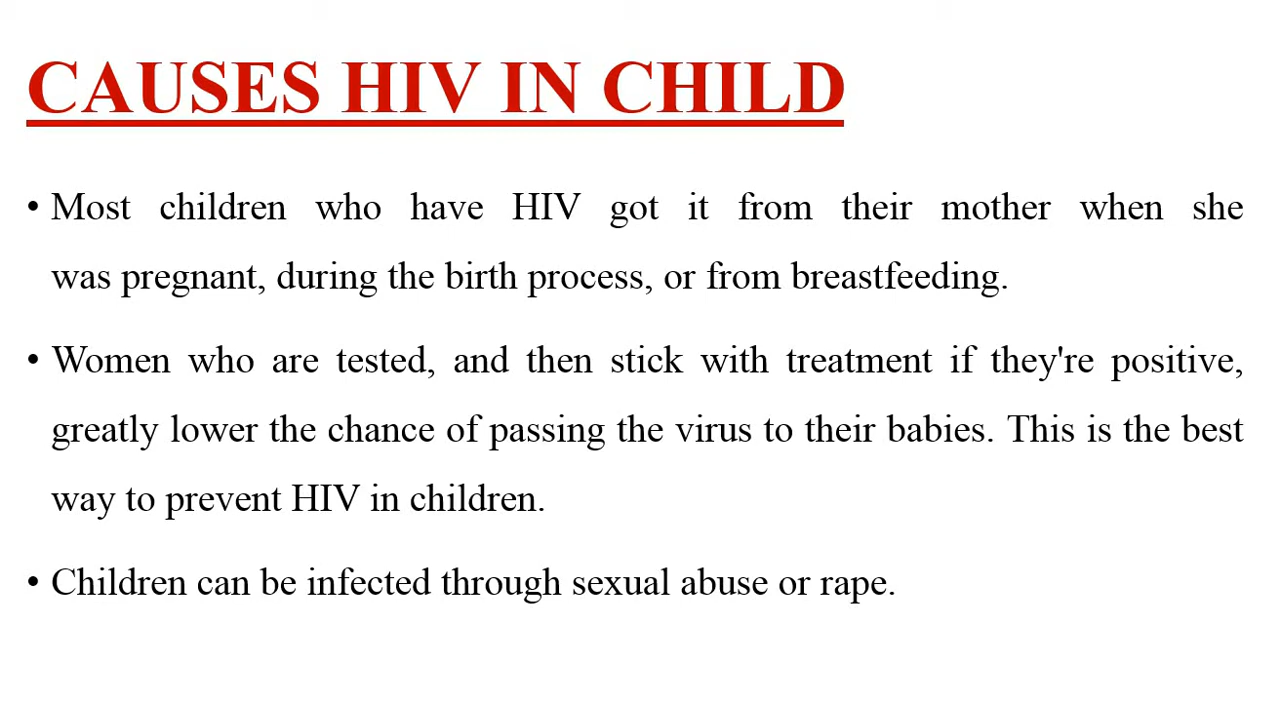 CAUSES HIV IN CHILD
• Most children who have HIV got it from their mother when she
was pregnant, during the birth process, or from breastfeeding.
• Women who are tested, and then stick with treatment if they're positive,
greatly lower the chance of passing the virus to their babies. This is the best
way to prevent HIV in children.
• Children can be infected through sexual abuse or rape.